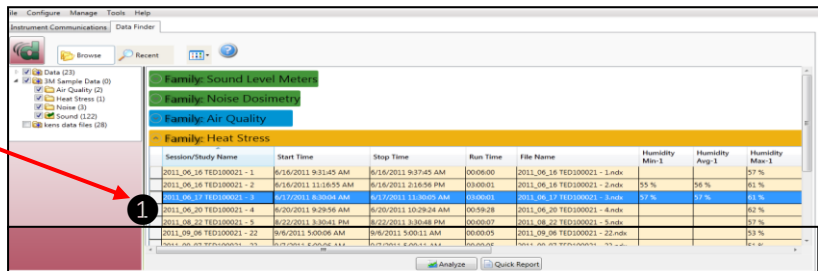 ile Configure Manage Tools Help
Instrument Communications Data Finder
Browse Recent
Data (23)
3M Sample Data (0)
Air Quality (2)
Heat Stress (1)
Noise (3)
Sound (122)
kens data files (28)
Family: Sound Level Meters
Family: Noise Dosimetry
Family: Air Quality
Family: Heat Stress
Session/Study Name Start Time Stop Time Run Time File Name Humidity Min-1 Humidity Avg-1 Humidity Max-1
2011_06_16 TED100021 - 1 6/16/2011 9:31:45 AM 6/16/2011 9:37:45 AM 00:06:00 2011_06_16 TED100021 - 1.ndx 57 %
2011_06_16 TED100021 - 2 6/16/2011 11:16:55 AM 6/16/2011 2:16:56 PM 03:00:01 2011_06_16 TED100021 - 2.ndx 55 % 56 % 61 %
1 2011_06_17 TED100021 - 3 6/17/2011 8:30:04 AM 6/17/2011 11:30:05 AM 03:00:01 2011_06_17 TED100021 - 3.ndx 57 % 57 % 61 %
2011_06_20 TED100021 - 4 6/20/2011 9:29:56 AM 6/20/2011 10:29:24 AM 00:59:28 2011_06_20 TED100021 - 4.ndx 62 %
2011_08_22 TED100021 - 5 8/22/2011 3:30:41 PM 8/22/2011 3:30:48 PM 00:00:07 2011_08_22 TED100021 - 5.ndx 57 %
2011_09_06 TED100021 - 22 9/6/2011 5:00:06 AM 9/6/2011 5:00:11 AM 00:00:05 2011_09_06 TED100021 - 22.ndx 53 %
Analyze Quick Report